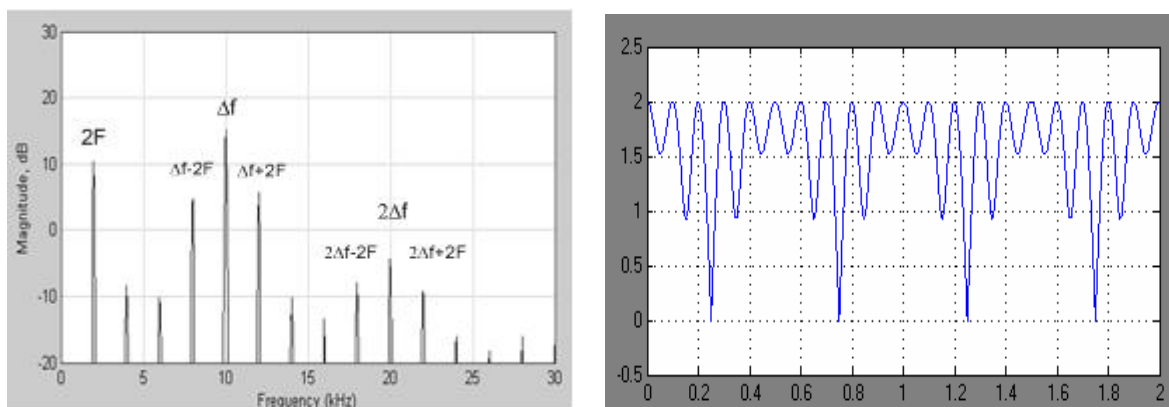 30
20
10
0
-10
-20
Magnitude, dB
2F
Δf
Δf-2F Δf+2F
2Δf
2Δf-2F 2Δf+2F
0 5 10 15 20 25 30
Frequency (kHz)
2.5
2
1.5
1
0.5
0
-0.5
0 0.2 0.4 0.6 0.8 1 1.2 1.4 1.6 1.8 2